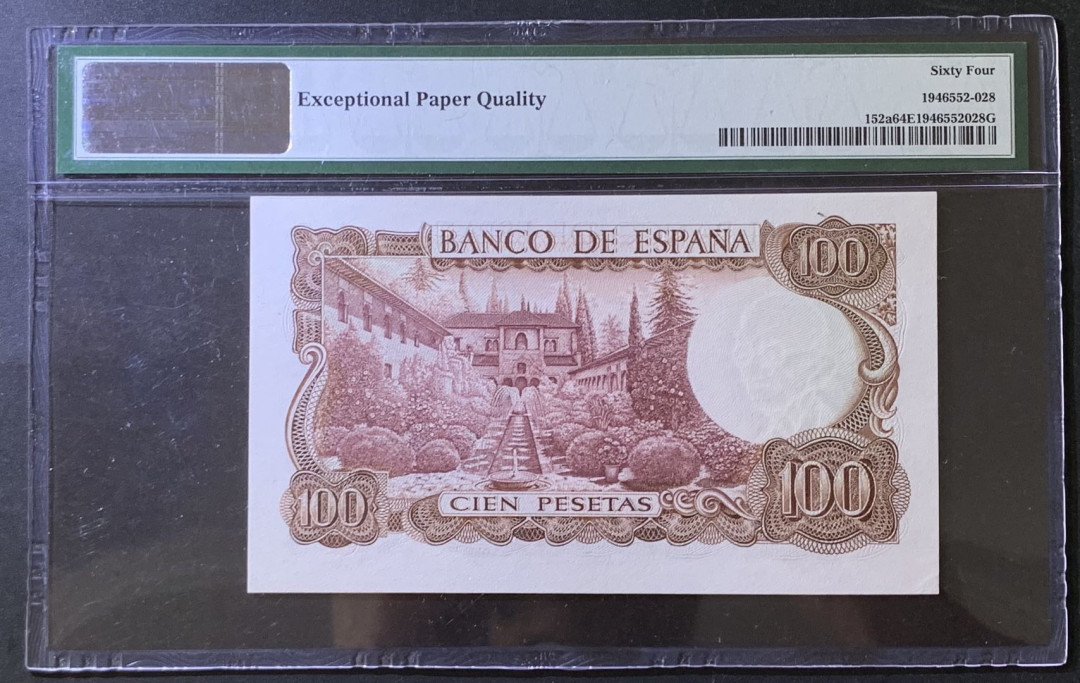 Exceptional Paper Quality
Sixty Four
1946552-028
152a64E1946552028G
BANCO DE ESPAÑA
100
100
100
CIEN PESETAS